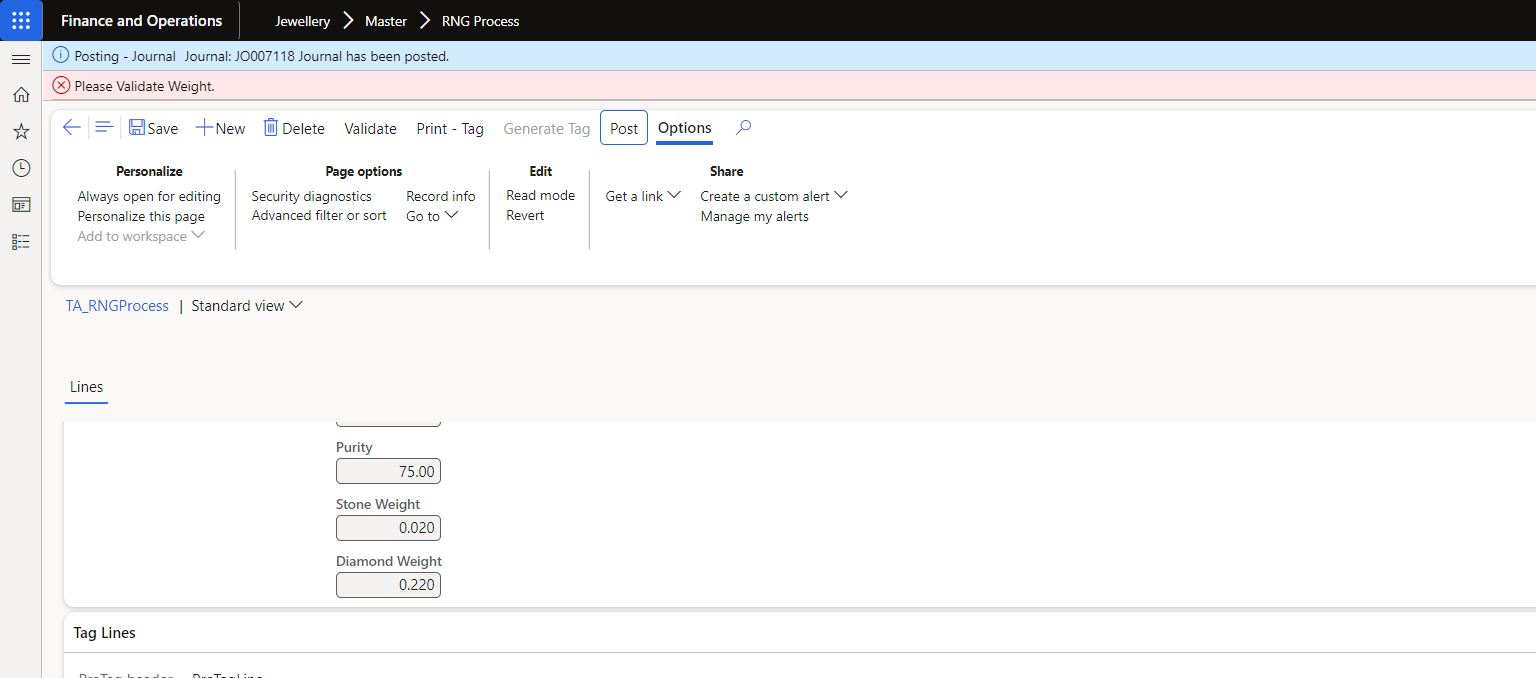 Finance and Operations
Jewellery Master RNG Process
Posting - Journal Journal: JO007118 Journal has been posted.
Please Validate Weight.
Save New Delete Validate Print - Tag Generate Tag Post Options
Personalize
Always open for editing
Personalize this page
Add to workspace
Page options
Security diagnostics
Advanced filter or sort
Record info
Go to
Edit
Read mode
Revert
Share
Get a link
Create a custom alert
Manage my alerts
TA_RNGProcess | Standard view
Lines
Purity
75.00
Stone Weight
0.020
Diamond Weight
0.220
Tag Lines